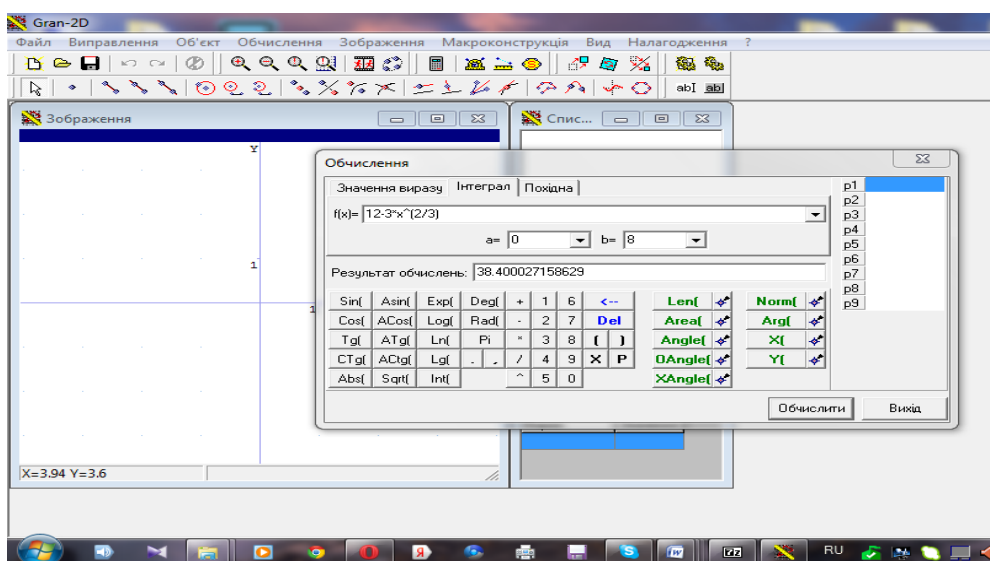 Gran-2D
Файл Виправлення Об'єкт Обчислення Зображення Макроконструкція Вид Налагодження ?
abI abI
Зображення
Спис...
Y
1
1
X=3.94 Y=3.6
Обчислення
Значення виразу Інтеграл Похідна
f(x)= 12-3*x^(2/3)
a= 0 b= 8
Результат обчислень: 38.400027158629
Sin( Asin( Exp( Deg( + 1 6 <-- Len( Norm(
Cos( ACos( Log( Rad( - 2 7 Del Area( Arg(
Tg( ATg( Ln( Pi * 3 8 ( ) Angle( X(
CTg( ACtg( Lg( . , / 4 9 X P OAngle( Y(
Abs( Sqrt( Int( ^ 5 0 XAngle(
p1
p2
p3
p4
p5
p6
p7
p8
p9
Обчислити Вихід
RU